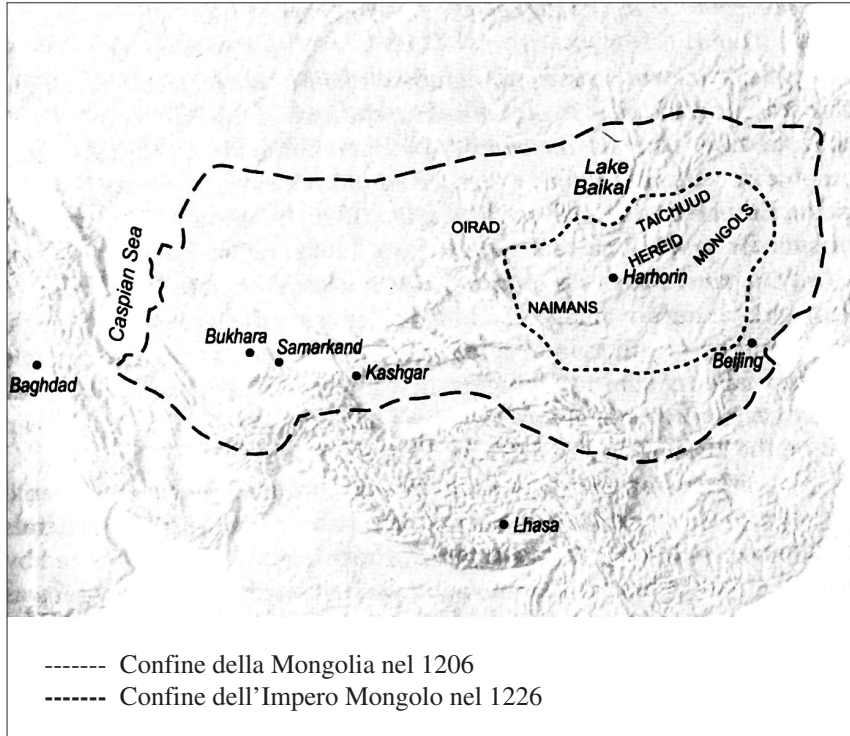 Lake
Baikal
TAICHUUD
OIRAD
HEREID
MONGOLS
Caspian Sea
Harhorin
NAIMANS
Bukhara
Samarkand
Beijing
Baghdad
Kashgar
Lhasa
Confine della Mongolia nel 1206
Confine dell’Impero Mongolo nel 1226